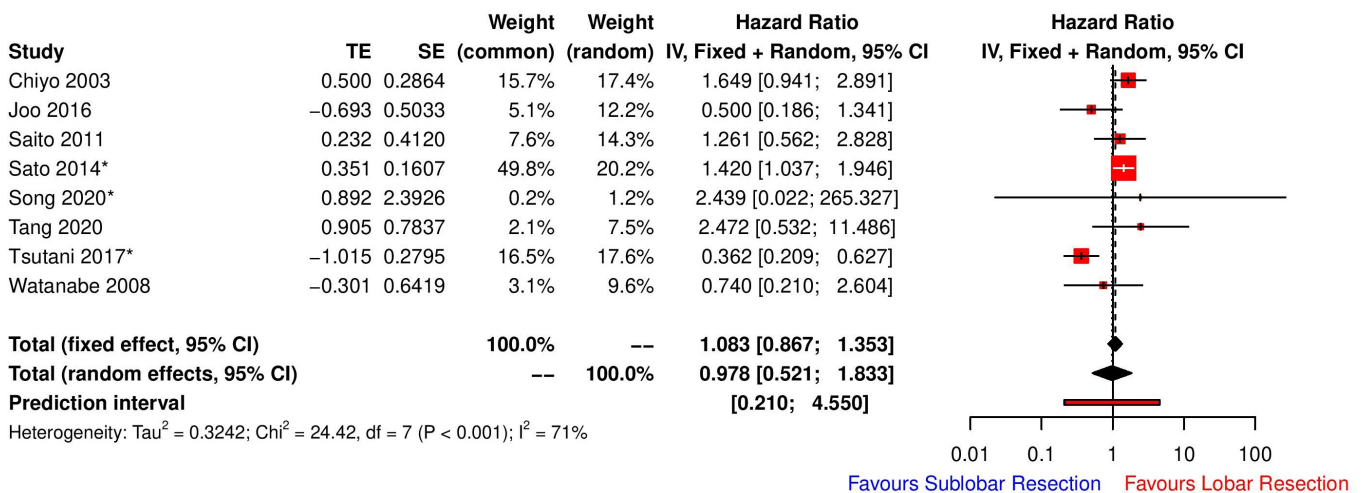 Weight Weight Hazard Ratio Hazard Ratio
Study TE SE (common) (random) IV, Fixed + Random, 95% CI IV, Fixed + Random, 95% CI
Chiyo 2003 0.500 0.2864 15.7% 17.4% 1.649 [0.941; 2.891]
Joo 2016 −0.693 0.5033 5.1% 12.2% 0.500 [0.186; 1.341]
Saito 2011 0.232 0.4120 7.6% 14.3% 1.261 [0.562; 2.828]
Sato 2014* 0.351 0.1607 49.8% 20.2% 1.420 [1.037; 1.946]
Song 2020* 0.892 2.3926 0.2% 1.2% 2.439 [0.022; 265.327]
Tang 2020 0.905 0.7837 2.1% 7.5% 2.472 [0.532; 11.486]
Tsutani 2017* −1.015 0.2795 16.5% 17.6% 0.362 [0.209; 0.627]
Watanabe 2008 −0.301 0.6419 3.1% 9.6% 0.740 [0.210; 2.604]
Total (fixed effect, 95% CI) 100.0% −− 1.083 [0.867; 1.353]
Total (random effects, 95% CI) −− 100.0% 0.978 [0.521; 1.833]
Prediction interval [0.210; 4.550]
Heterogeneity: Tau² = 0.3242; Chi² = 24.42, df = 7 (P < 0.001); I² = 71%
0.01 0.1 1 10 100
Favours Sublobar Resection Favours Lobar Resection